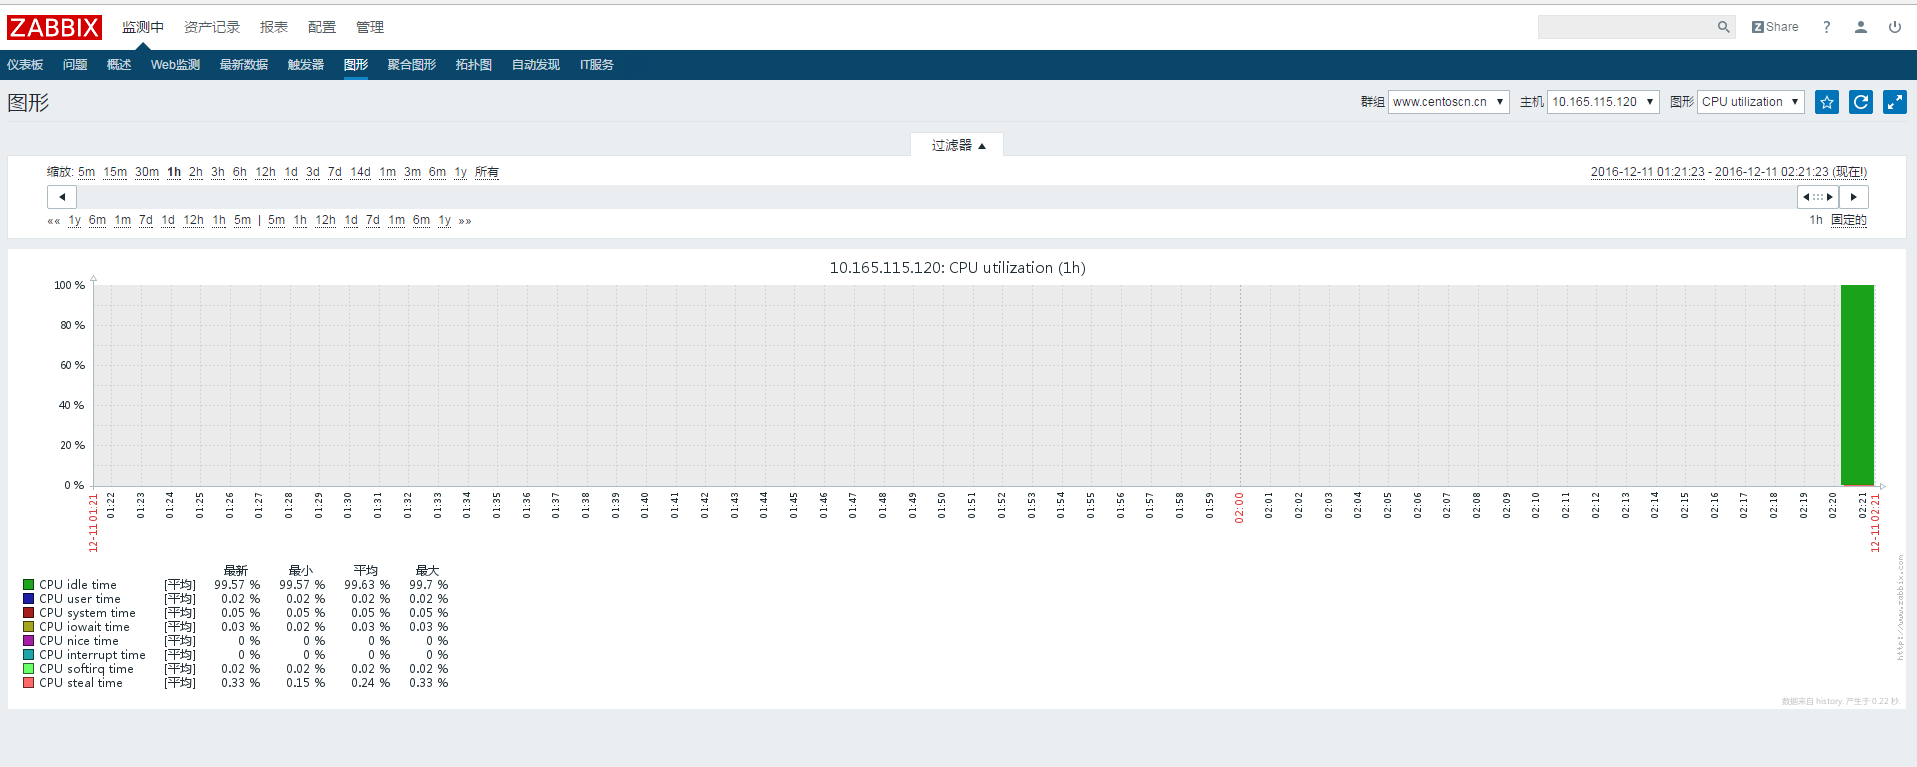 ZABBIX 监测中 资产记录 报表 配置 管理 Share ?
仪表板 问题 概述 Web监测 最新数据 触发器 图形 聚合图形 拓扑图 自动发现 IT服务
图形 群组 www.centoscn.cn 主机 10.165.115.120 图形 CPU utilization
过滤器
缩放: 5m 15m 30m 1h 2h 3h 6h 12h 1d 3d 7d 14d 1m 3m 6m 1y 所有 2016-12-11 01:21:23 - 2016-12-11 02:21:23 (现在!)
«« 1y 6m 1m 7d 1d 12h 1h 5m | 5m 1h 12h 1d 7d 1m 6m 1y »» 1h 固定的
10.165.115.120: CPU utilization (1h)
100 %
80 %
60 %
40 %
20 %
0 %
12-11 01:21 01:22 01:23 01:24 01:25 01:26 01:27 01:28 01:29 01:30 01:31 01:32 01:33 01:34 01:35 01:36 01:37 01:38 01:39 01:40 01:41 01:42 01:43 01:44 01:45 01:46 01:47 01:48 01:49 01:50 01:51 01:52 01:53 01:54 01:55 01:56 01:57 01:58 01:59 02:00 02:01 02:02 02:03 02:04 02:05 02:06 02:07 02:08 02:09 02:10 02:11 02:12 02:13 02:14 02:15 02:16 02:17 02:18 02:19 02:20 02:21 12-11 02:21
最新 最小 平均 最大
CPU idle time [平均] 99.57 % 99.57 % 99.63 % 99.7 %
CPU user time [平均] 0.02 % 0.02 % 0.02 % 0.02 %
CPU system time [平均] 0.05 % 0.05 % 0.05 % 0.05 %
CPU iowait time [平均] 0.03 % 0.02 % 0.03 % 0.03 %
CPU nice time [平均] 0 % 0 % 0 % 0 %
CPU interrupt time [平均] 0 % 0 % 0 % 0 %
CPU softirq time [平均] 0.02 % 0.02 % 0.02 % 0.02 %
CPU steal time [平均] 0.33 % 0.15 % 0.24 % 0.33 %
http://www.zabbix.com
数据来自 history. 产生于 0.22 秒.